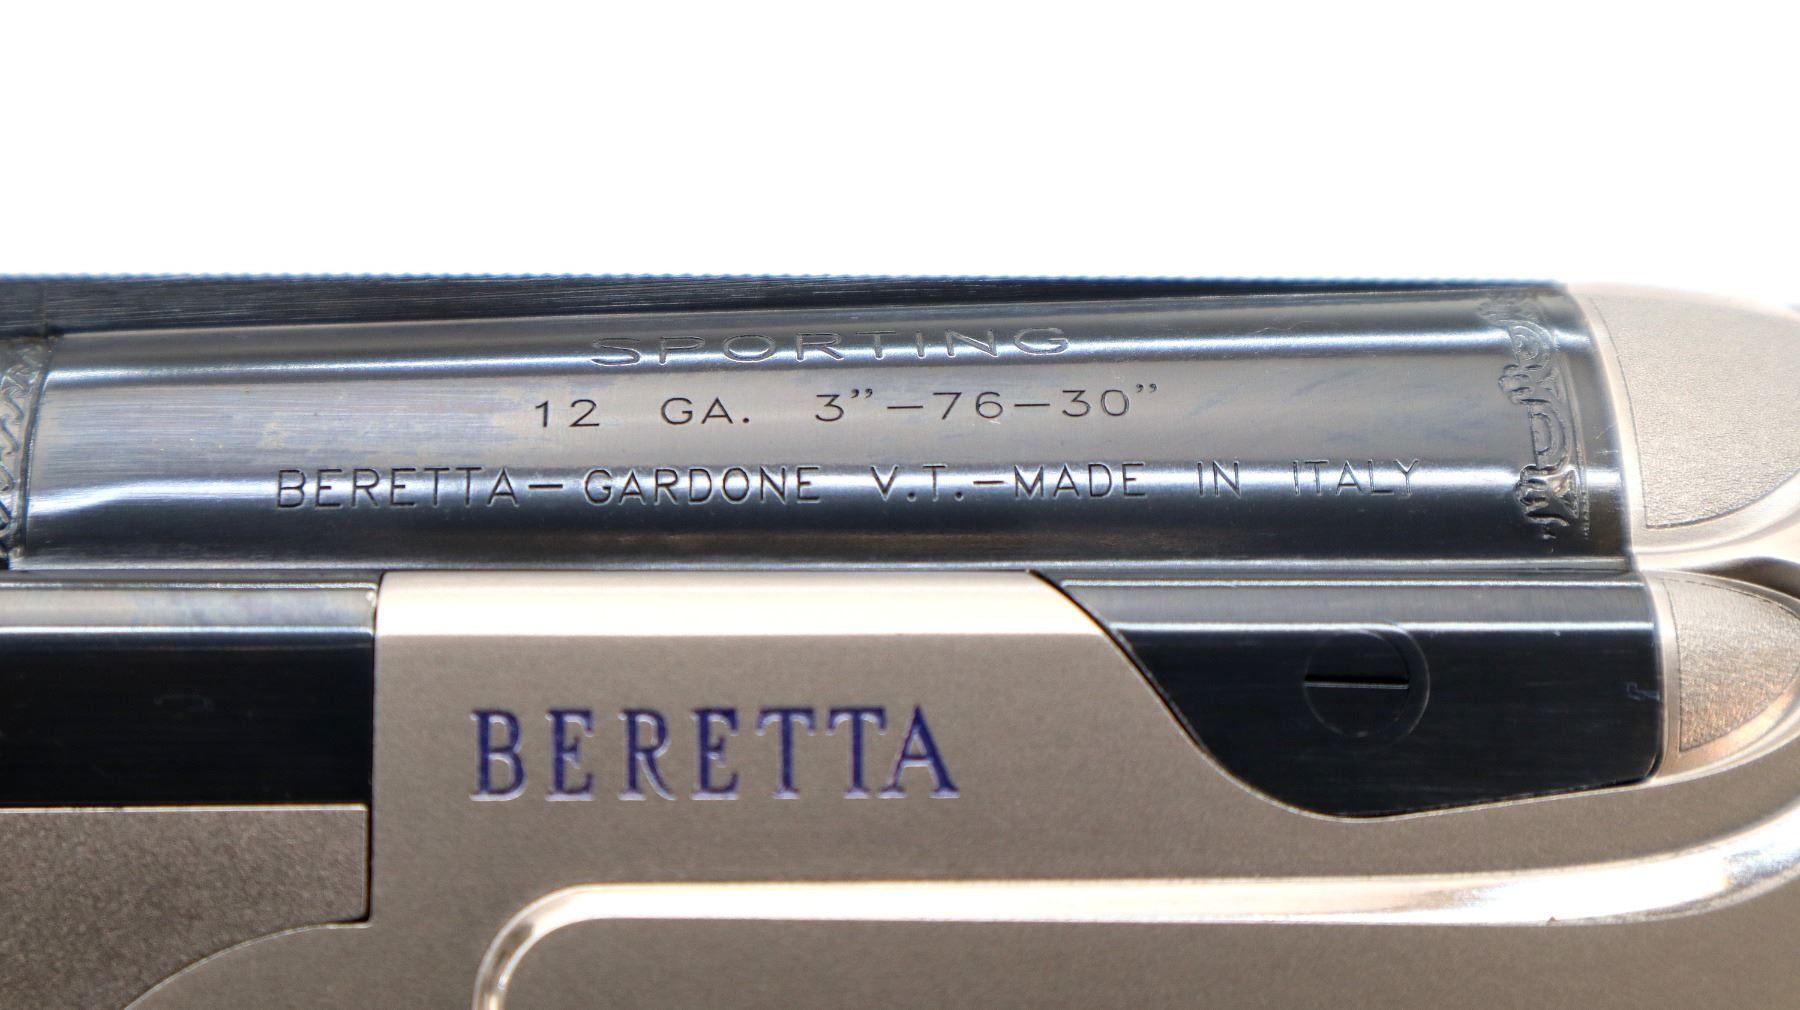 SPORTING
12 GA. 3”–76–30”
BERETTA– GARDONE V.T.–MADE IN ITALY
BERETTA